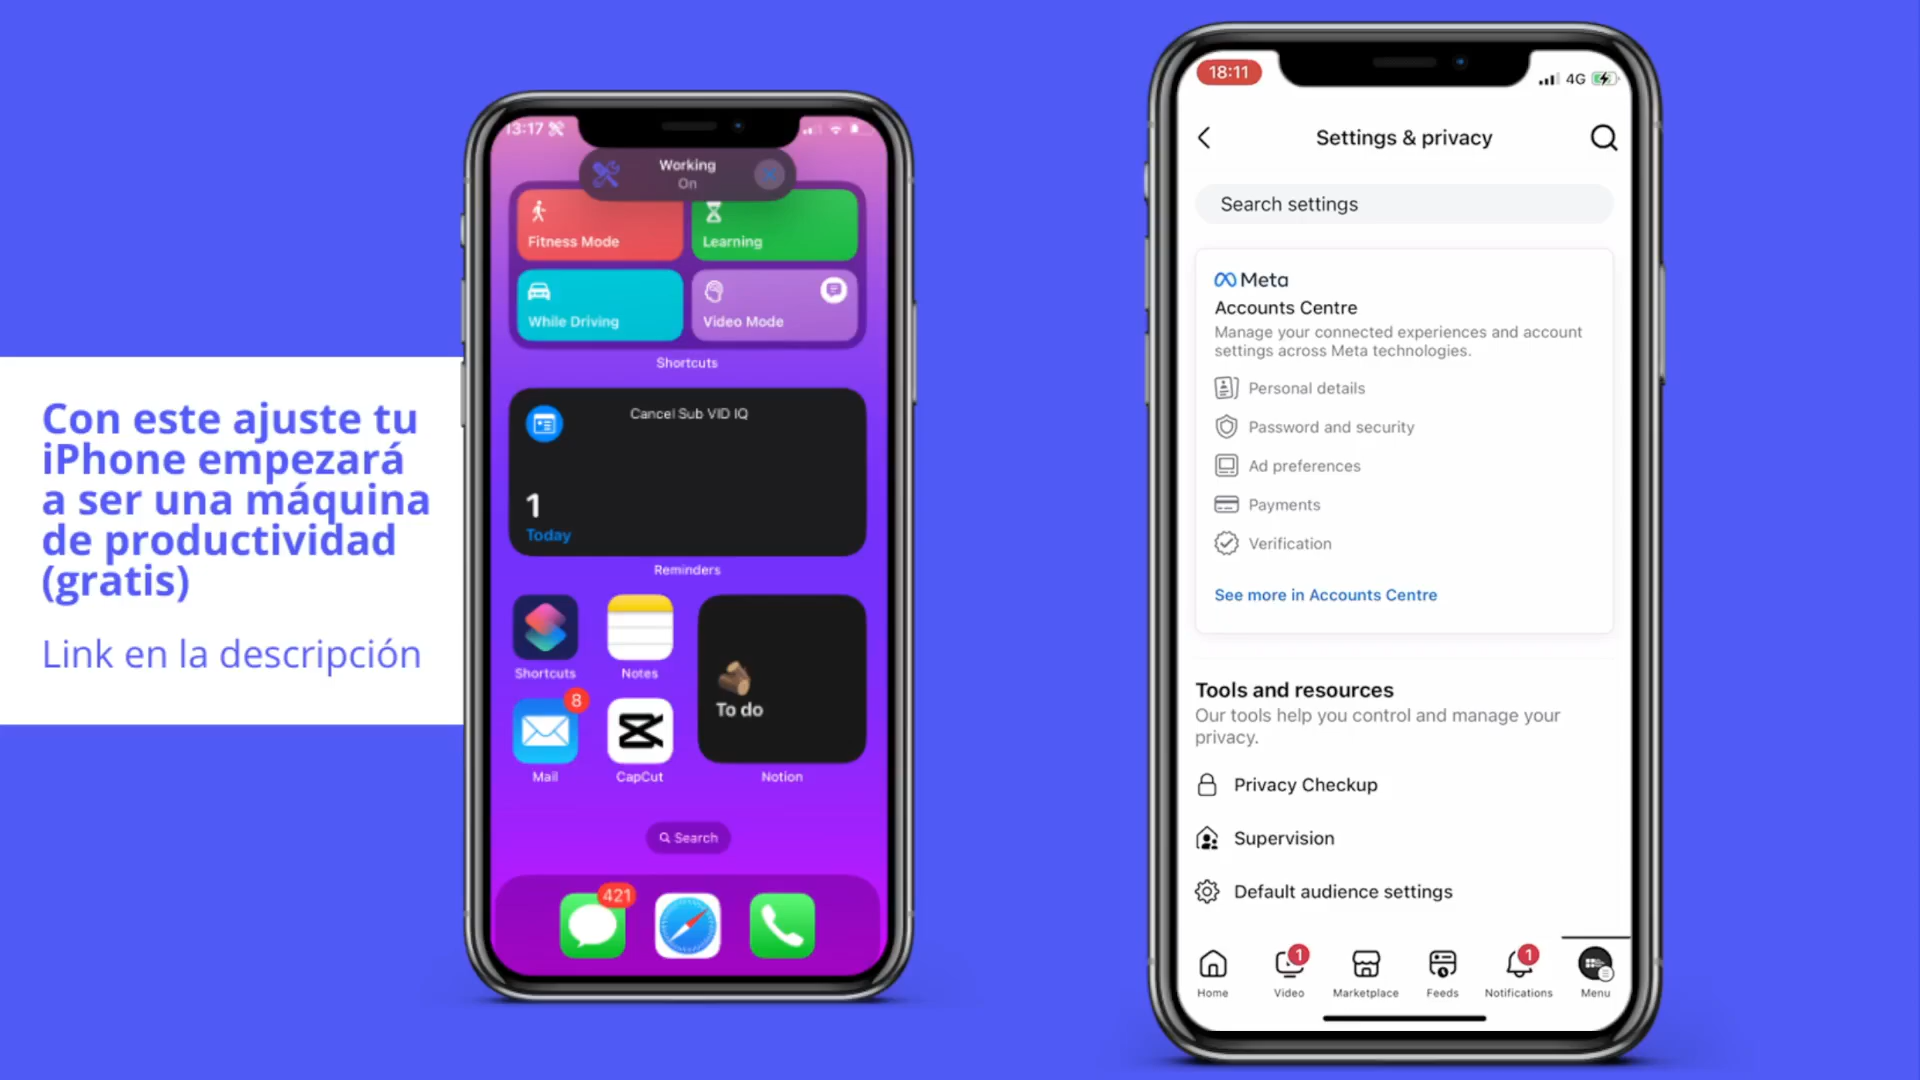 Con este ajuste tu
iPhone empezará
a ser una máquina
de productividad
(gratis)
Link en la descripción
13:17
Working
On
Fitness Mode
Learning
While Driving
Video Mode
Shortcuts
Cancel Sub VID IQ
1
Today
Reminders
Shortcuts
Notes
To do
8
Mail
CapCut
Notion
Search
421
18:11
4G
Settings & privacy
Search settings
Meta
Accounts Centre
Manage your connected experiences and account
settings across Meta technologies.
Personal details
Password and security
Ad preferences
Payments
Verification
See more in Accounts Centre
Tools and resources
Our tools help you control and manage your
privacy.
Privacy Checkup
Supervision
Default audience settings
1
1
Home
Video
Marketplace
Feeds
Notifications
Menu